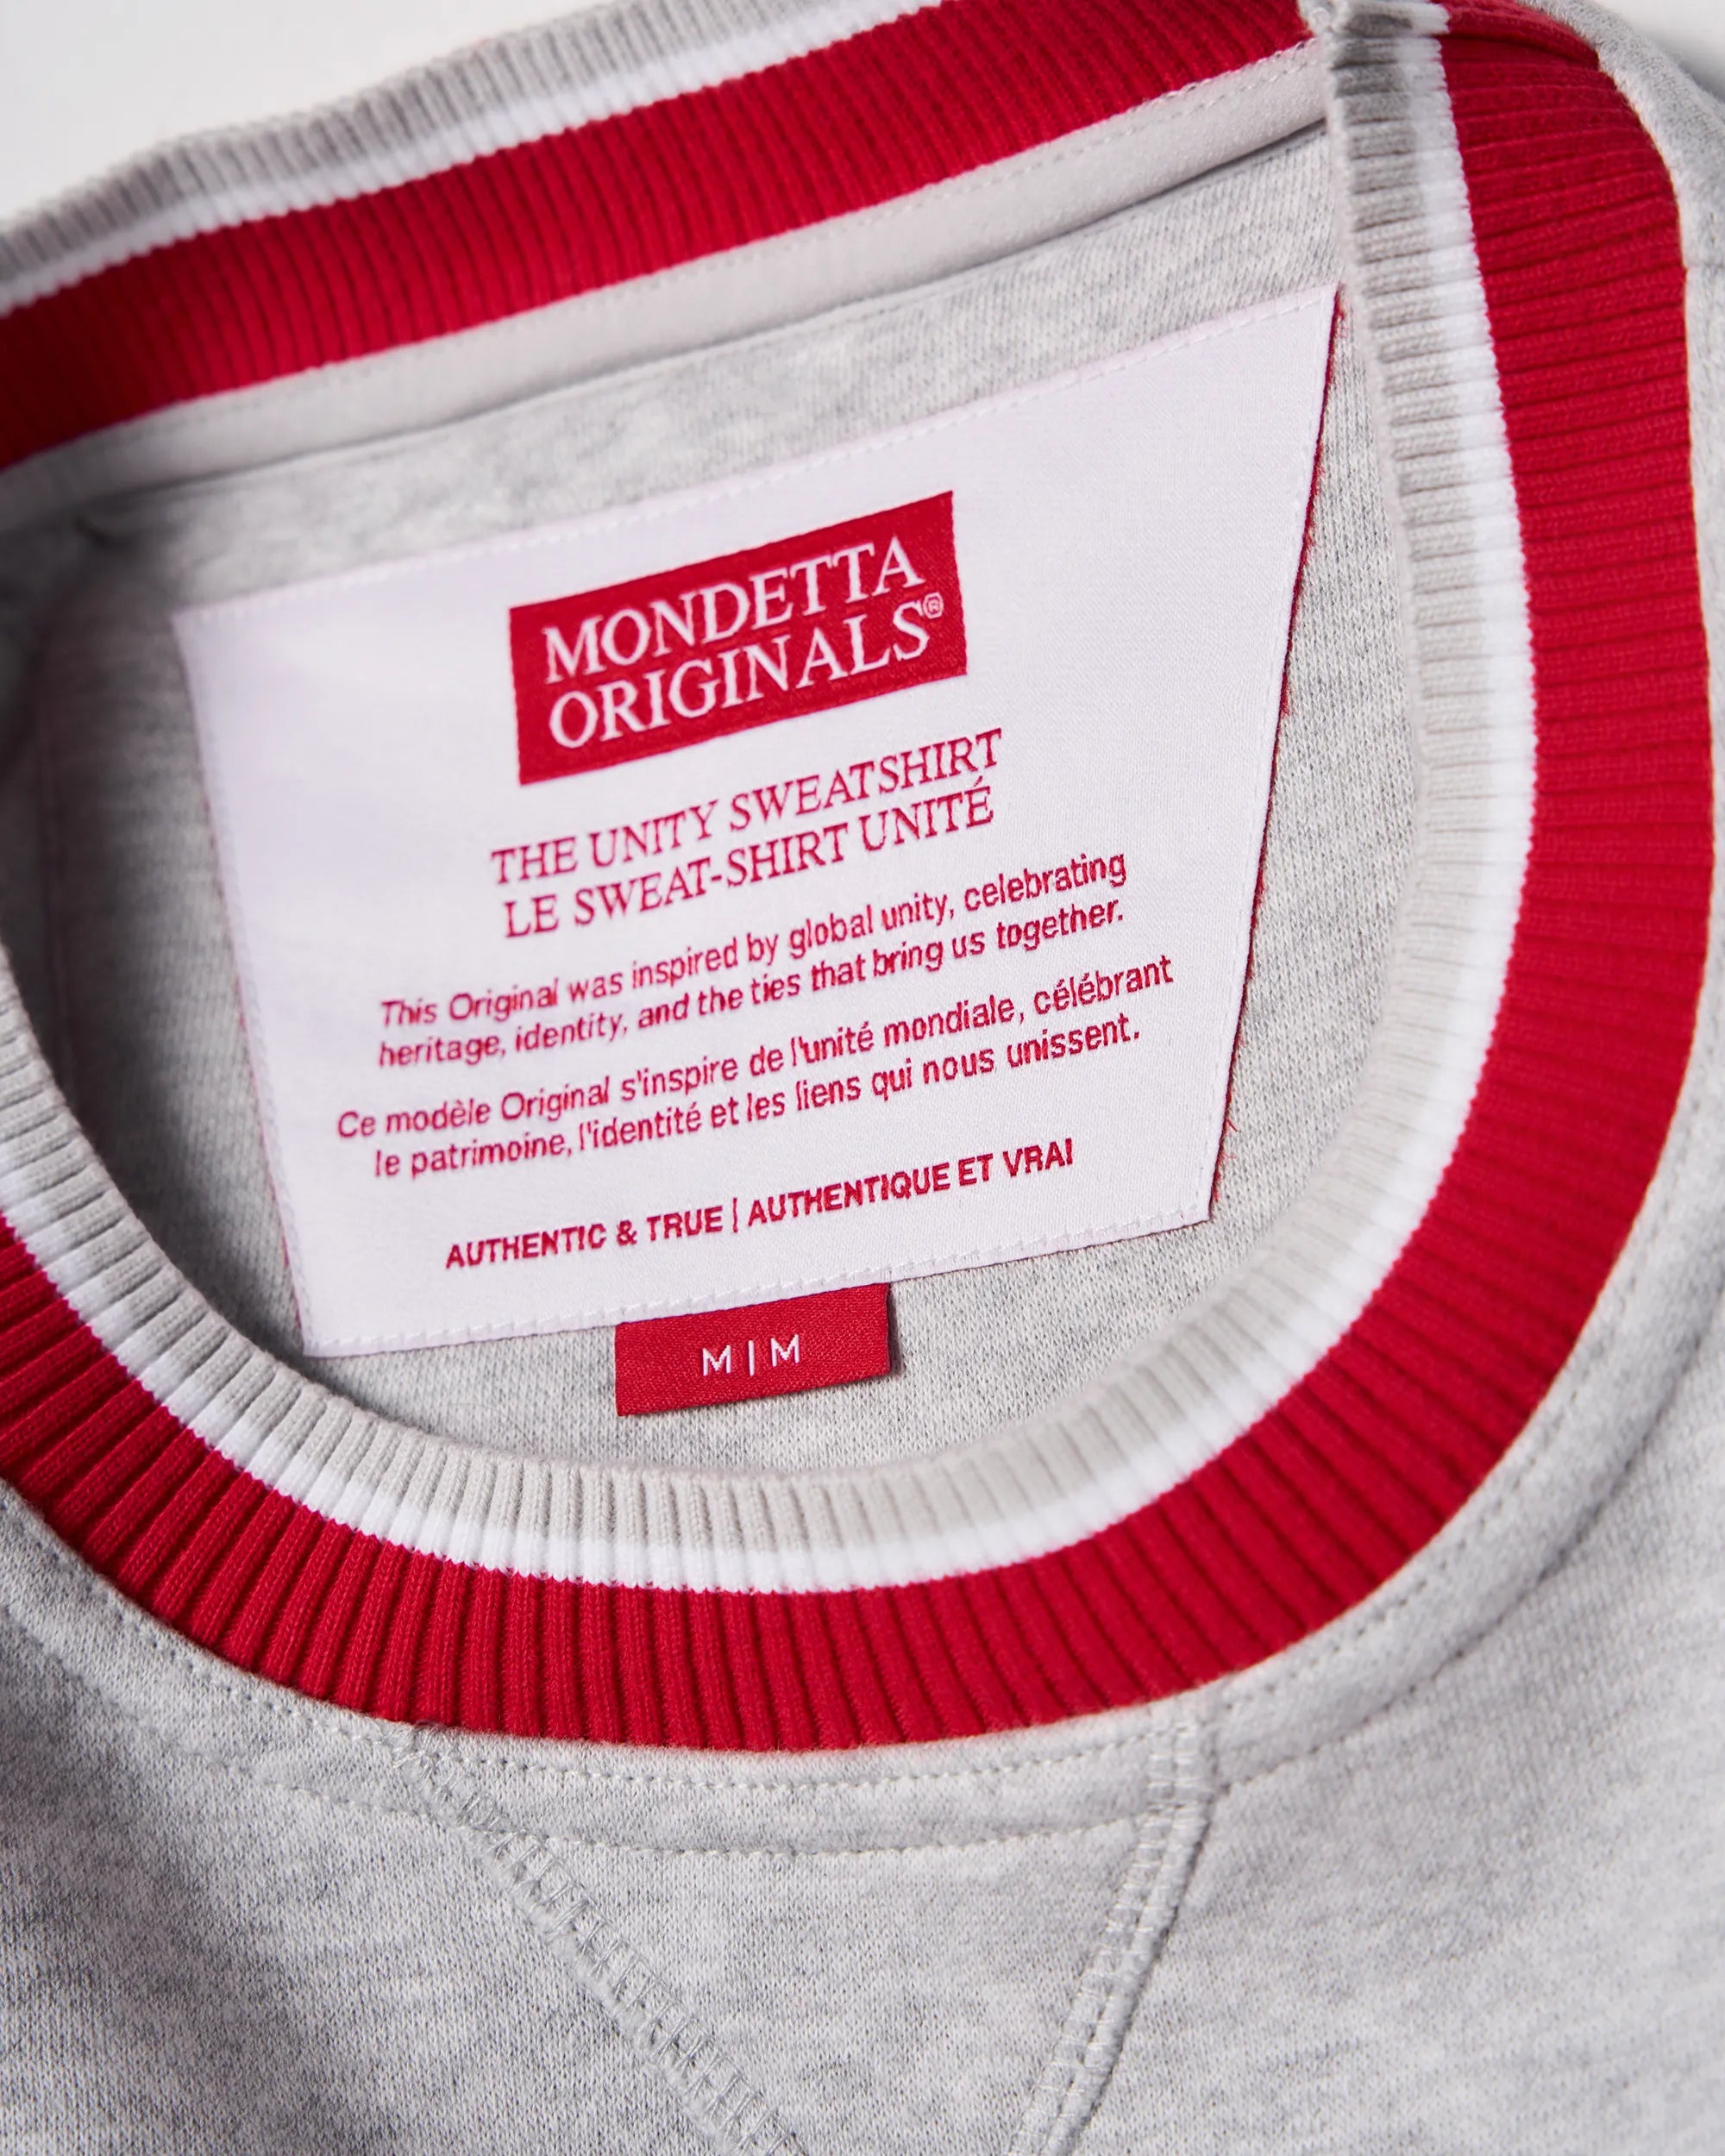 MONDETTA
ORIGINALS®
THE UNITY SWEATSHIRT
LE SWEAT-SHIRT UNITÉ
This Original was inspired by global unity, celebrating
heritage, identity, and the ties that bring us together.
Ce modèle Original s'inspire de l'unité mondiale, célébrant
le patrimoine, l'identité et les liens qui nous unissent.
AUTHENTIC & TRUE | AUTHENTIQUE ET VRAI
M | M